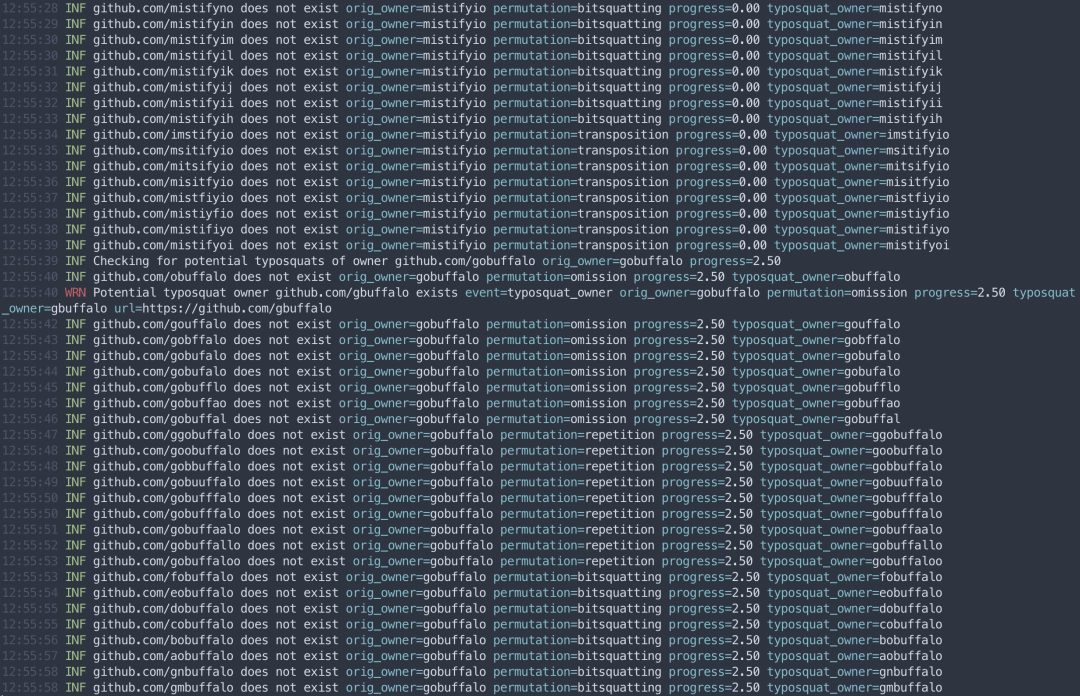 12:55:28 INF github.com/mistifyno does not exist orig_owner=mistifyio permutation=bitsquatting progress=0.00 typosquat_owner=mistifyno
12:55:29 INF github.com/mistifyin does not exist orig_owner=mistifyio permutation=bitsquatting progress=0.00 typosquat_owner=mistifyin
12:55:30 INF github.com/mistifyim does not exist orig_owner=mistifyio permutation=bitsquatting progress=0.00 typosquat_owner=mistifyim
12:55:30 INF github.com/mistifyil does not exist orig_owner=mistifyio permutation=bitsquatting progress=0.00 typosquat_owner=mistifyil
12:55:31 INF github.com/mistifyik does not exist orig_owner=mistifyio permutation=bitsquatting progress=0.00 typosquat_owner=mistifyik
12:55:32 INF github.com/mistifyij does not exist orig_owner=mistifyio permutation=bitsquatting progress=0.00 typosquat_owner=mistifyij
12:55:32 INF github.com/mistifyii does not exist orig_owner=mistifyio permutation=bitsquatting progress=0.00 typosquat_owner=mistifyii
12:55:33 INF github.com/mistifyih does not exist orig_owner=mistifyio permutation=bitsquatting progress=0.00 typosquat_owner=mistifyih
12:55:34 INF github.com/imstifyio does not exist orig_owner=mistifyio permutation=transposition progress=0.00 typosquat_owner=imstifyio
12:55:35 INF github.com/msitifyio does not exist orig_owner=mistifyio permutation=transposition progress=0.00 typosquat_owner=msitifyio
12:55:35 INF github.com/mitsifyio does not exist orig_owner=mistifyio permutation=transposition progress=0.00 typosquat_owner=mitsifyio
12:55:36 INF github.com/misitfyio does not exist orig_owner=mistifyio permutation=transposition progress=0.00 typosquat_owner=misitfyio
12:55:37 INF github.com/mistfiyio does not exist orig_owner=mistifyio permutation=transposition progress=0.00 typosquat_owner=mistfiyio
12:55:38 INF github.com/mistiyfio does not exist orig_owner=mistifyio permutation=transposition progress=0.00 typosquat_owner=mistiyfio
12:55:38 INF github.com/mistifiyo does not exist orig_owner=mistifyio permutation=transposition progress=0.00 typosquat_owner=mistifiyo
12:55:39 INF github.com/mistifyoi does not exist orig_owner=mistifyio permutation=transposition progress=0.00 typosquat_owner=mistifyoi
12:55:39 INF Checking for potential typosquats of owner github.com/gobuffalo orig_owner=gobuffalo progress=2.50
12:55:40 INF github.com/obuffalo does not exist orig_owner=gobuffalo permutation=omission progress=2.50 typosquat_owner=obuffalo
12:55:40 WRN Potential typosquat owner github.com/gbuffalo exists event=typosquat_owner orig_owner=gobuffalo permutation=omission progress=2.50 typosquat
_owner=gbuffalo url=https://github.com/gbuffalo
12:55:42 INF github.com/gouffalo does not exist orig_owner=gobuffalo permutation=omission progress=2.50 typosquat_owner=gouffalo
12:55:43 INF github.com/gobffalo does not exist orig_owner=gobuffalo permutation=omission progress=2.50 typosquat_owner=gobffalo
12:55:43 INF github.com/gobufalo does not exist orig_owner=gobuffalo permutation=omission progress=2.50 typosquat_owner=gobufalo
12:55:44 INF github.com/gobufalo does not exist orig_owner=gobuffalo permutation=omission progress=2.50 typosquat_owner=gobufalo
12:55:45 INF github.com/gobufflo does not exist orig_owner=gobuffalo permutation=omission progress=2.50 typosquat_owner=gobufflo
12:55:45 INF github.com/gobuffao does not exist orig_owner=gobuffalo permutation=omission progress=2.50 typosquat_owner=gobuffao
12:55:46 INF github.com/gobuffal does not exist orig_owner=gobuffalo permutation=omission progress=2.50 typosquat_owner=gobuffal
12:55:47 INF github.com/ggobuffalo does not exist orig_owner=gobuffalo permutation=repetition progress=2.50 typosquat_owner=ggobuffalo
12:55:48 INF github.com/goobuffalo does not exist orig_owner=gobuffalo permutation=repetition progress=2.50 typosquat_owner=goobuffalo
12:55:48 INF github.com/gobbuffalo does not exist orig_owner=gobuffalo permutation=repetition progress=2.50 typosquat_owner=gobbuffalo
12:55:49 INF github.com/gobuuffalo does not exist orig_owner=gobuffalo permutation=repetition progress=2.50 typosquat_owner=gobuuffalo
12:55:50 INF github.com/gobufffalo does not exist orig_owner=gobuffalo permutation=repetition progress=2.50 typosquat_owner=gobufffalo
12:55:50 INF github.com/gobufffalo does not exist orig_owner=gobuffalo permutation=repetition progress=2.50 typosquat_owner=gobufffalo
12:55:51 INF github.com/gobuffaalo does not exist orig_owner=gobuffalo permutation=repetition progress=2.50 typosquat_owner=gobuffaalo
12:55:52 INF github.com/gobuffallo does not exist orig_owner=gobuffalo permutation=repetition progress=2.50 typosquat_owner=gobuffallo
12:55:53 INF github.com/gobuffaloo does not exist orig_owner=gobuffalo permutation=repetition progress=2.50 typosquat_owner=gobuffaloo
12:55:53 INF github.com/fobuffalo does not exist orig_owner=gobuffalo permutation=bitsquatting progress=2.50 typosquat_owner=fobuffalo
12:55:54 INF github.com/eobuffalo does not exist orig_owner=gobuffalo permutation=bitsquatting progress=2.50 typosquat_owner=eobuffalo
12:55:55 INF github.com/dobuffalo does not exist orig_owner=gobuffalo permutation=bitsquatting progress=2.50 typosquat_owner=dobuffalo
12:55:55 INF github.com/cobuffalo does not exist orig_owner=gobuffalo permutation=bitsquatting progress=2.50 typosquat_owner=cobuffalo
12:55:56 INF github.com/bobuffalo does not exist orig_owner=gobuffalo permutation=bitsquatting progress=2.50 typosquat_owner=bobuffalo
12:55:57 INF github.com/aobuffalo does not exist orig_owner=gobuffalo permutation=bitsquatting progress=2.50 typosquat_owner=aobuffalo
12:55:58 INF github.com/gnbuffalo does not exist orig_owner=gobuffalo permutation=bitsquatting progress=2.50 typosquat_owner=gnbuffalo
12:55:58 INF github.com/gmbuffalo does not exist orig_owner=gobuffalo permutation=bitsquatting progress=2.50 typosquat_owner=gmbuffalo